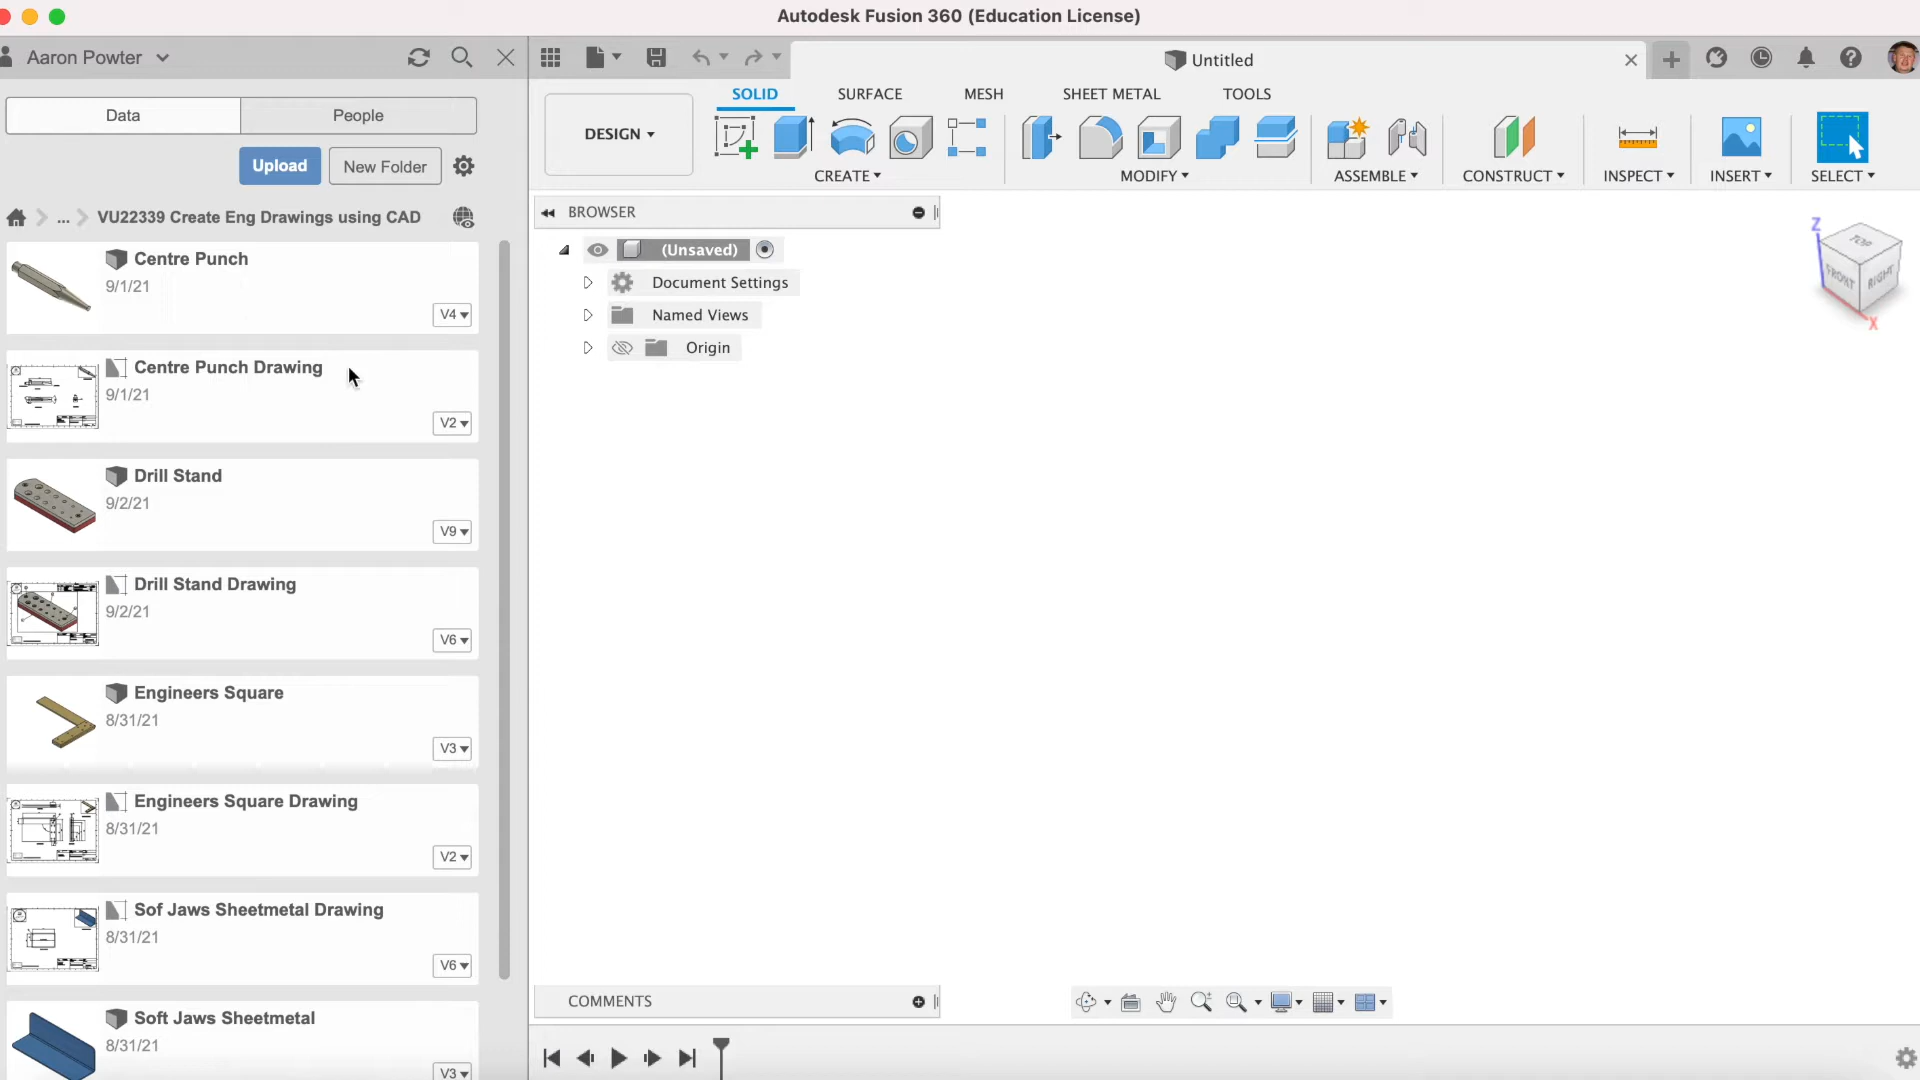 Autodesk Fusion 360 (Education License)
Aaron Powter
Untitled
Data
People
Upload
New Folder
... VU22339 Create Eng Drawings using CAD
DESIGN
SOLID
SURFACE
MESH
SHEET METAL
TOOLS
CREATE
MODIFY
ASSEMBLE
CONSTRUCT
INSPECT
INSERT
SELECT
BROWSER
(Unsaved)
Document Settings
Named Views
Origin
Z
TOP
FRONT
RIGHT
X
Centre Punch
9/1/21
V4
Centre Punch Drawing
9/1/21
V2
Drill Stand
9/2/21
V9
Drill Stand Drawing
9/2/21
V6
Engineers Square
8/31/21
V3
Engineers Square Drawing
8/31/21
V2
Sof Jaws Sheetmetal Drawing
8/31/21
V6
Soft Jaws Sheetmetal
8/31/21
V3
COMMENTS